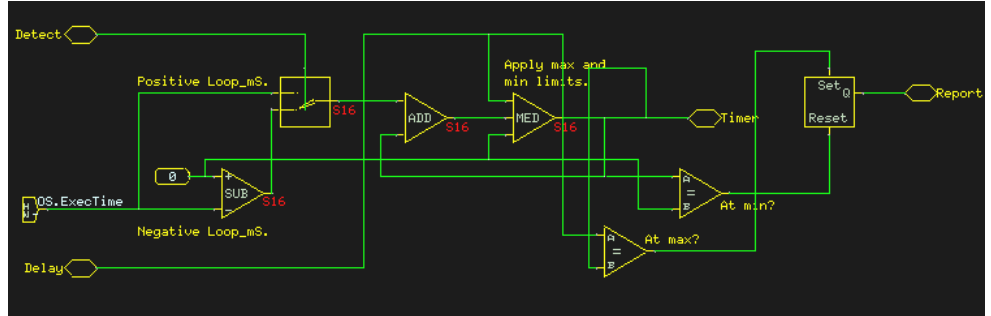 Detect
Positive Loop_mS.
Apply max and
min limits.
Set
Q
Reset
Report
S16
ADD
S16
MED
S16
Timer
0
+
SUB
-
S16
OS.ExecTime
H
N
A
=
B
At min?
Negative Loop_mS.
A
=
B
At max?
Delay